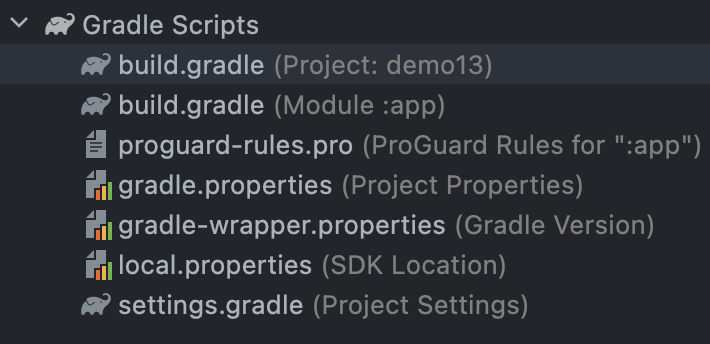 Gradle Scripts
build.gradle (Project: demo13)
build.gradle (Module :app)
proguard-rules.pro (ProGuard Rules for ":app")
gradle.properties (Project Properties)
gradle-wrapper.properties (Gradle Version)
local.properties (SDK Location)
settings.gradle (Project Settings)